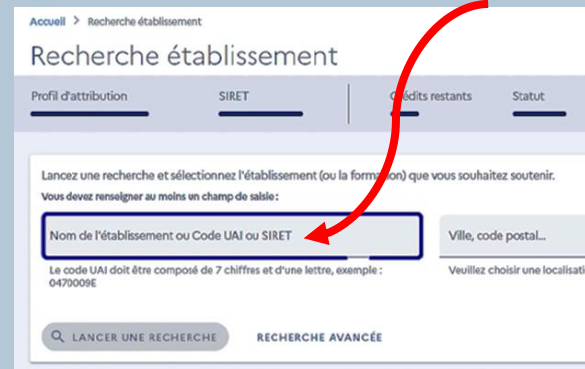 Accueil > Recherche établissement
Recherche établissement
Profil d'attribution SIRET Crédits restants Statut
Lancez une recherche et sélectionnez l'établissement (ou la formation) que vous souhaitez soutenir.
Vous devez renseigner au moins un champ de saisie :
Nom de l'établissement ou Code UAI ou SIRET Ville, code postal...
Le code UAI doit être composé de 7 chiffres et d'une lettre, exemple : Veuillez choisir une localisati
0470009E
LANCER UNE RECHERCHE RECHERCHE AVANCÉE